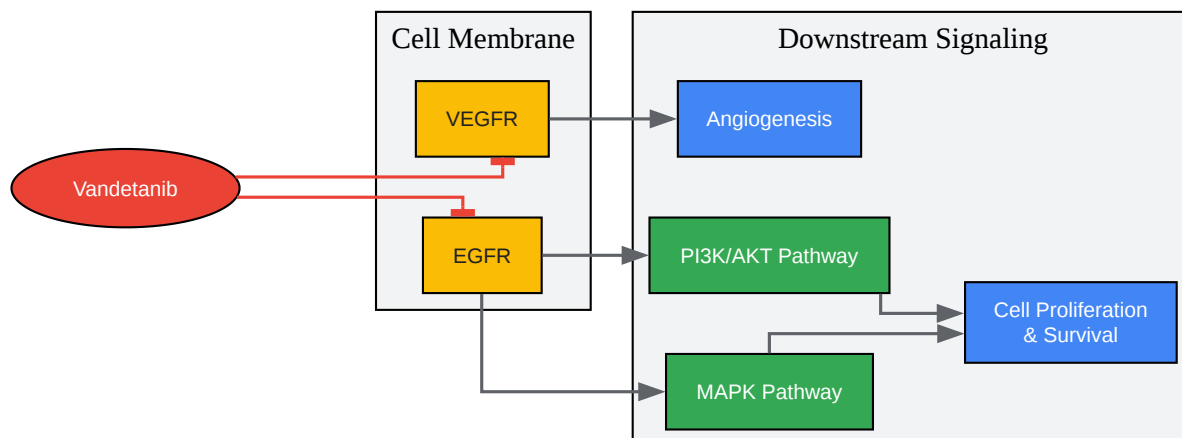 Cell Membrane
Downstream Signaling
VEGFR
Angiogenesis
Vandetanib
EGFR
PI3K/AKT Pathway
Cell Proliferation
& Survival
MAPK Pathway